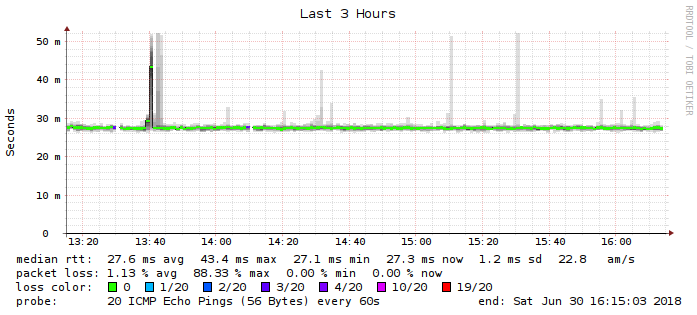 Last 3 Hours
RRDTOOL / TOBI OETIKER
Seconds
50 m
40 m
30 m
20 m
10 m
0
13:20 13:40 14:00 14:20 14:40 15:00 15:20 15:40 16:00
median rtt: 27.6 ms avg 43.4 ms max 27.1 ms min 27.3 ms now 1.2 ms sd 22.8 am/s
packet loss: 1.13 % avg 88.33 % max 0.00 % min 0.00 % now
loss color: 0 1/20 2/20 3/20 4/20 10/20 19/20
probe: 20 ICMP Echo Pings (56 Bytes) every 60s end: Sat Jun 30 16:15:03 2018